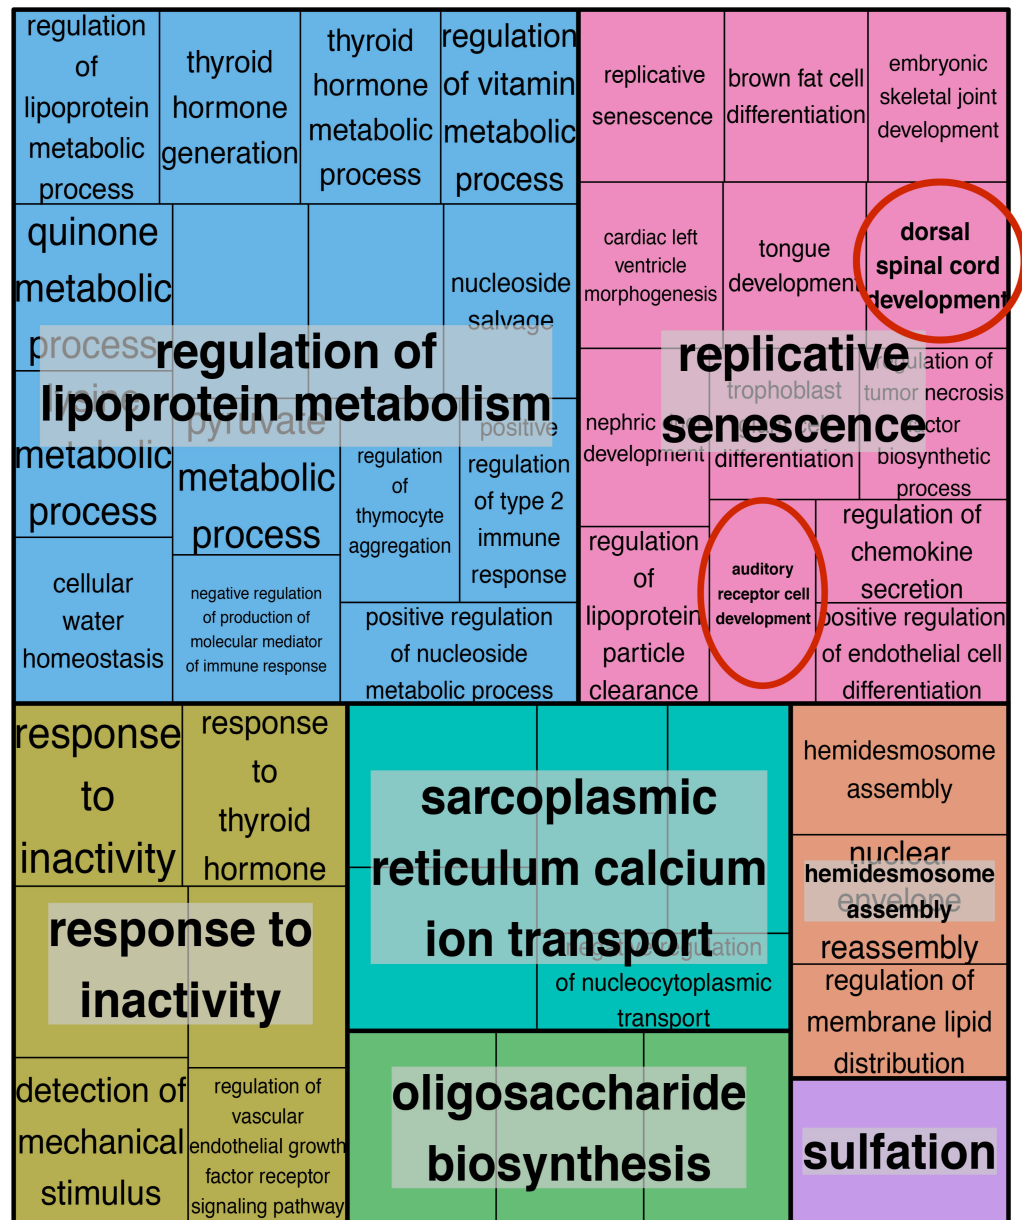 regulation
of
lipoprotein
metabolic
process
thyroid
hormone
generation
thyroid
hormone
metabolic
process
regulation
of vitamin
metabolic
process
quinone
metabolic
process
nucleoside
salvage
regulation of
lipoprotein metabolism
lysine
metabolic
process
pyruvate
metabolic
process
regulation
of
thymocyte
aggregation
positive
regulation
of type 2
immune
response
cellular
water
homeostasis
negative regulation
of production of
molecular mediator
of immune response
positive regulation
of nucleoside
metabolic process
replicative
senescence
brown fat cell
differentiation
embryonic
skeletal joint
development
cardiac left
ventricle
morphogenesis
tongue
development
dorsal
spinal cord
development
replicative
senescence
nephric
development
trophoblast
differentiation
regulation of
tumor necrosis
factor
biosynthetic
process
regulation
of
lipoprotein
particle
clearance
auditory
receptor cell
development
regulation of
chemokine
secretion
positive regulation
of endothelial cell
differentiation
response
to
inactivity
response
to
thyroid
hormone
response to
inactivity
detection of
mechanical
stimulus
regulation of
vascular
endothelial growth
factor receptor
signaling pathway
sarcoplasmic
reticulum calcium
ion transport
negative regulation
of nucleocytoplasmic
transport
oligosaccharide
biosynthesis
hemidesmosome
assembly
nuclear
envelope
reassembly
hemidesmosome
assembly
regulation of
membrane lipid
distribution
sulfation